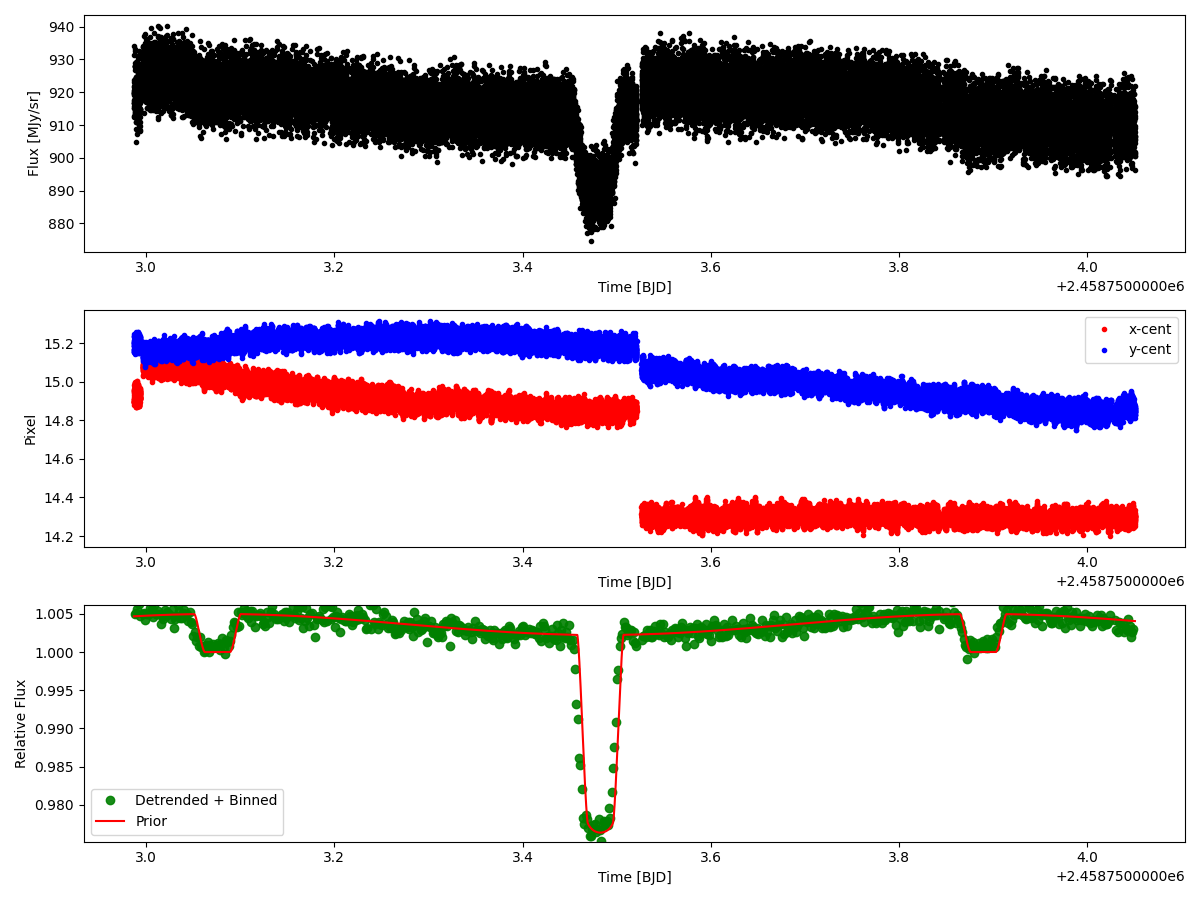 Flux [MJy/sr]
940
930
920
910
900
890
880
3.0 3.2 3.4 3.6 3.8 4.0
Time [BJD]
+2.4587500000e6
Pixel
15.2
15.0
14.8
14.6
14.4
14.2
x-cent
y-cent
3.0 3.2 3.4 3.6 3.8 4.0
Time [BJD]
+2.4587500000e6
Relative Flux
1.005
1.000
0.995
0.990
0.985
0.980
Detrended + Binned
Prior
3.0 3.2 3.4 3.6 3.8 4.0
Time [BJD]
+2.4587500000e6